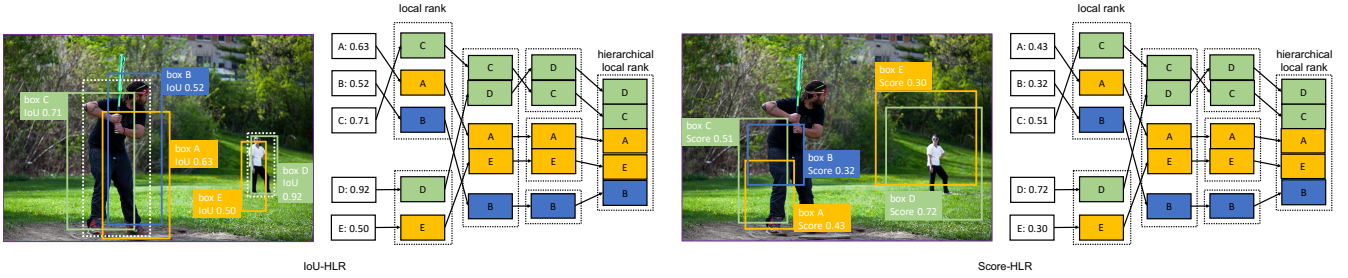 local rank
hierarchical
local rank
box B
IoU 0.52
box C
IoU 0.71
box A
IoU 0.63
box D
IoU
0.92
box E
IoU 0.50
A: 0.63
B: 0.52
C: 0.71
D: 0.92
E: 0.50
C
A
B
D
E
C
D
A
E
B
D
C
A
E
B
D
C
A
E
B
IoU-HLR
local rank
hierarchical
local rank
box E
Score 0.30
box C
Score 0.51
box B
Score 0.32
box D
Score 0.72
box A
Score 0.43
A: 0.43
B: 0.32
C: 0.51
D: 0.72
E: 0.30
C
A
B
D
E
C
D
A
E
B
D
C
A
E
B
D
C
A
E
B
Score-HLR